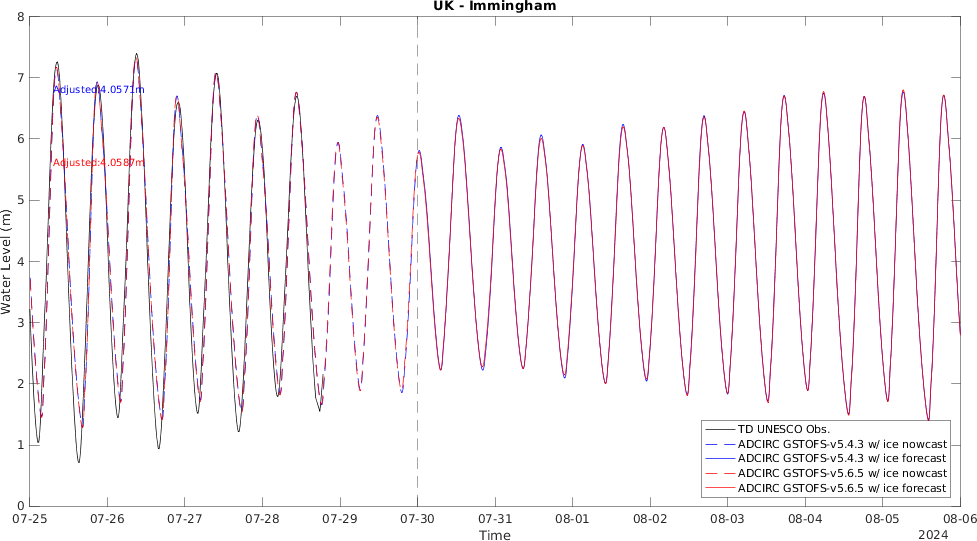 UK - Immingham
8
7
6
5
4
3
2
1
0
Water Level (m)
Adjusted:4.0571m
Adjusted:4.0587m
TD UNESCO Obs.
ADCIRC GSTOFS-v5.4.3 w/ ice nowcast
ADCIRC GSTOFS-v5.4.3 w/ ice forecast
ADCIRC GSTOFS-v5.6.5 w/ ice nowcast
ADCIRC GSTOFS-v5.6.5 w/ ice forecast
07-25 07-26 07-27 07-28 07-29 07-30 07-31 08-01 08-02 08-03 08-04 08-05 08-06
Time
2024